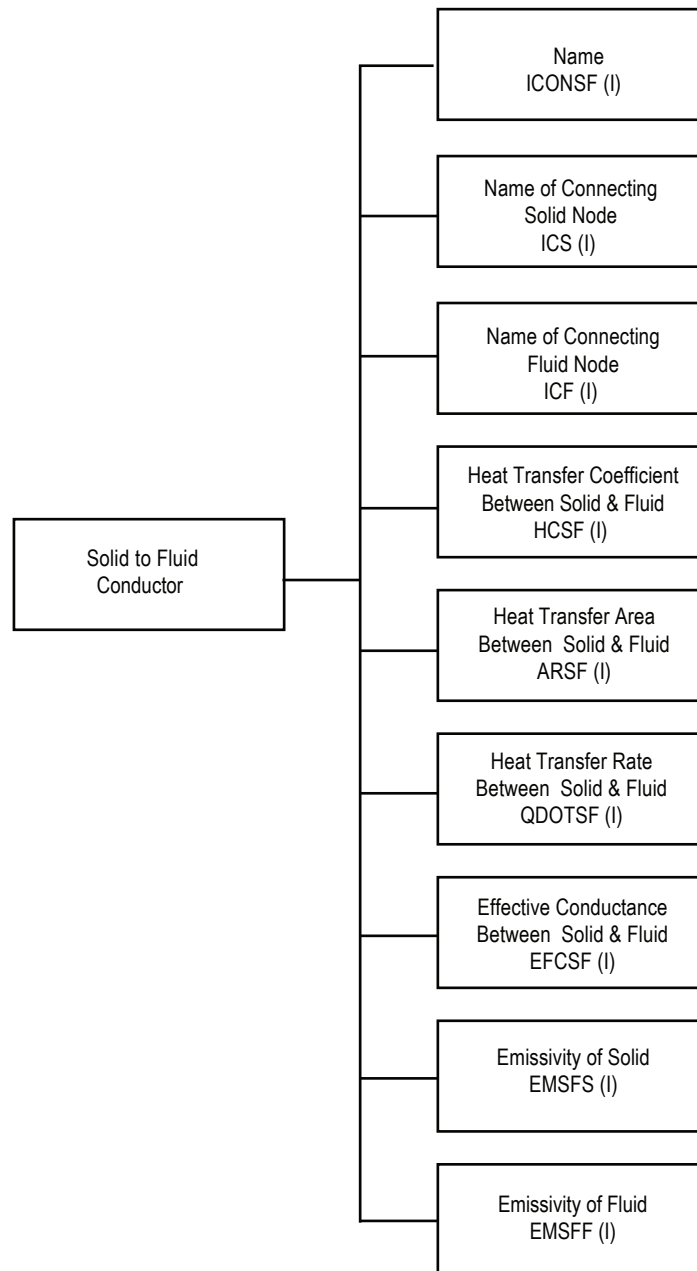 Name
ICONSF (I)
Name of Connecting
Solid Node
ICS (I)
Name of Connecting
Fluid Node
ICF (I)
Heat Transfer Coefficient
Between Solid & Fluid
HCSF (I)
Solid to Fluid
Conductor
Heat Transfer Area
Between Solid & Fluid
ARSF (I)
Heat Transfer Rate
Between Solid & Fluid
QDOTSF (I)
Effective Conductance
Between Solid & Fluid
EFCSF (I)
Emissivity of Solid
EMSFS (I)
Emissivity of Fluid
EMSFF (I)